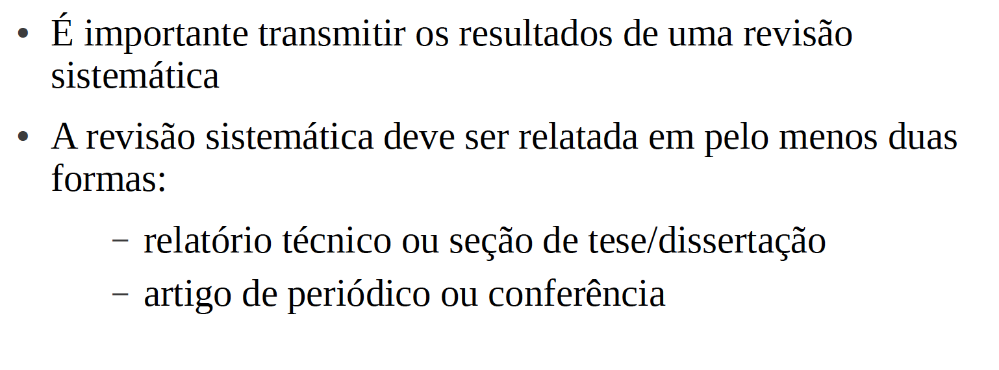 • É importante transmitir os resultados de uma revisão
sistemática
• A revisão sistemática deve ser relatada em pelo menos duas
formas:
– relatório técnico ou seção de tese/dissertação
– artigo de periódico ou conferência